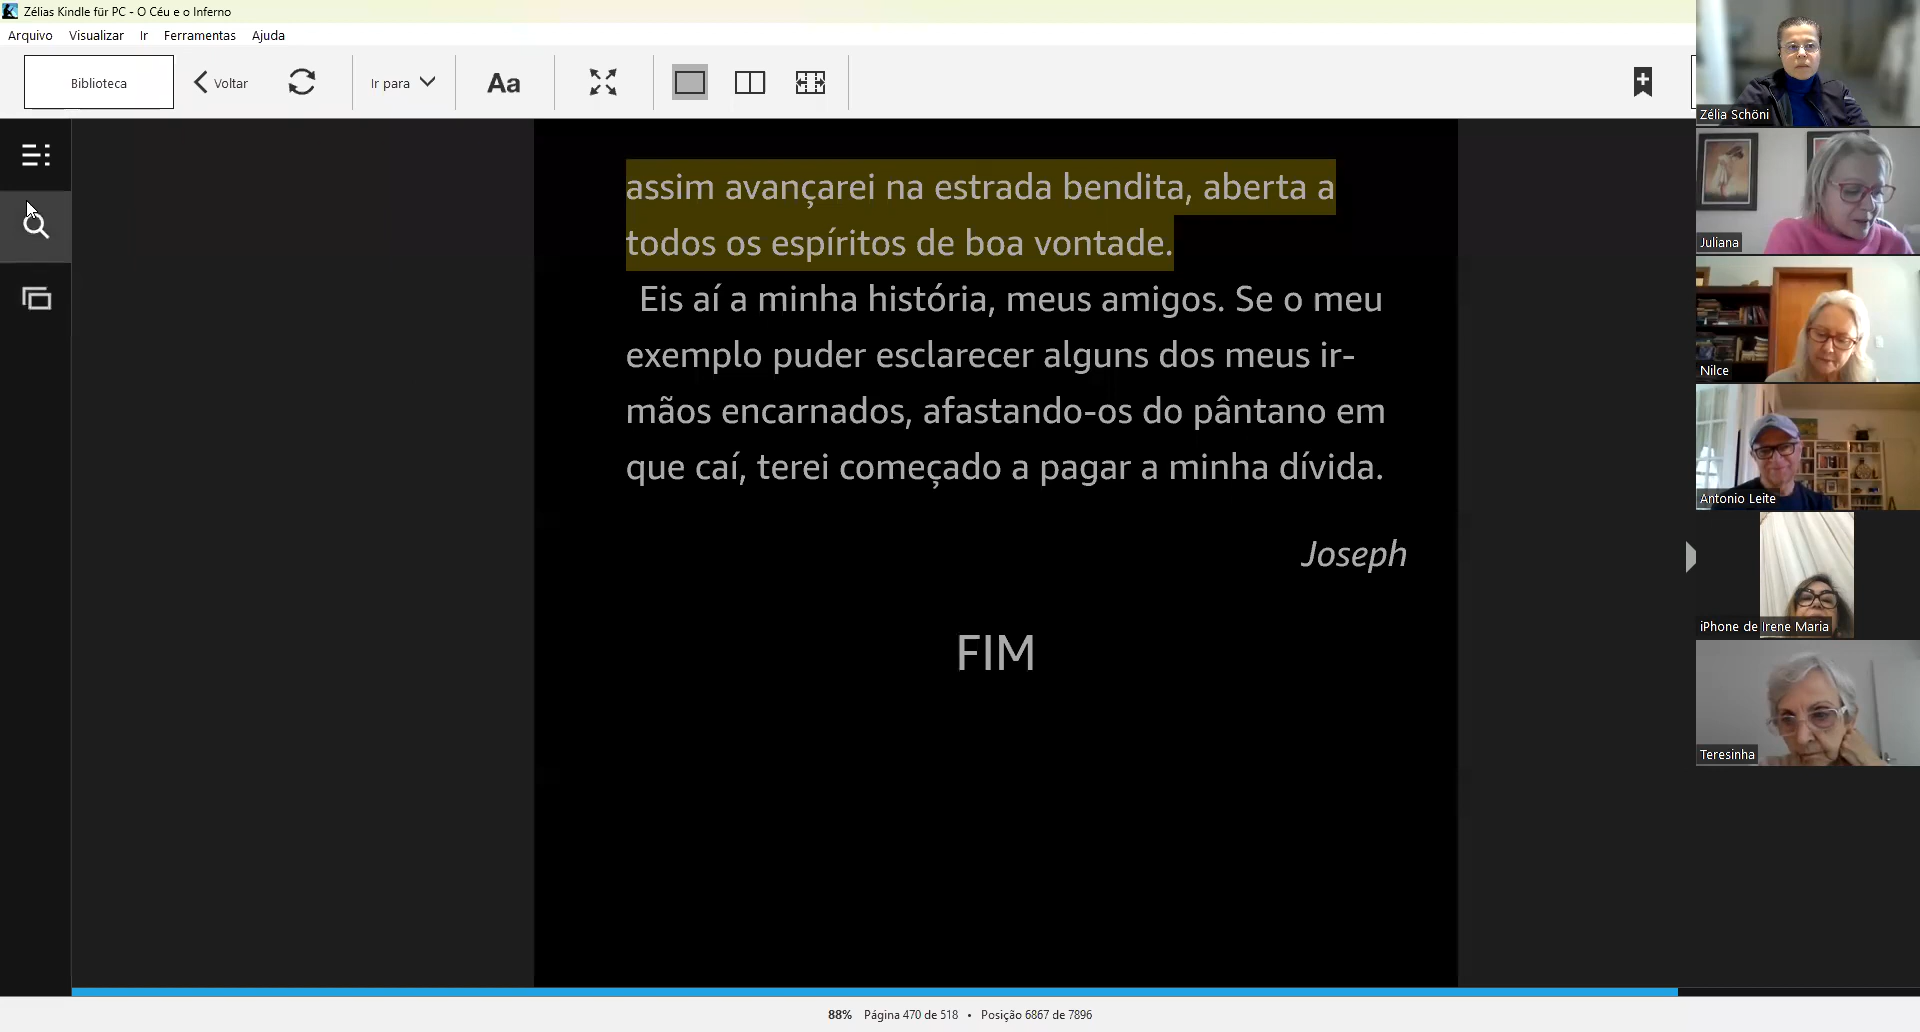 Zélias Kindle für PC - O Céu e o Inferno
Arquivo Visualizar Ir Ferramentas Ajuda
Biblioteca Voltar Ir para Aa
assim avançarei na estrada bendita, aberta a
todos os espíritos de boa vontade.
Eis aí a minha história, meus amigos. Se o meu
exemplo puder esclarecer alguns dos meus ir-
mãos encarnados, afastando-os do pântano em
que caí, terei começado a pagar a minha dívida.
Joseph
FIM
88% Página 470 de 518 • Posição 6867 de 7896
Zélia Schöni
Juliana
Nilce
Antonio Leite
iPhone de Irene Maria
Teresinha